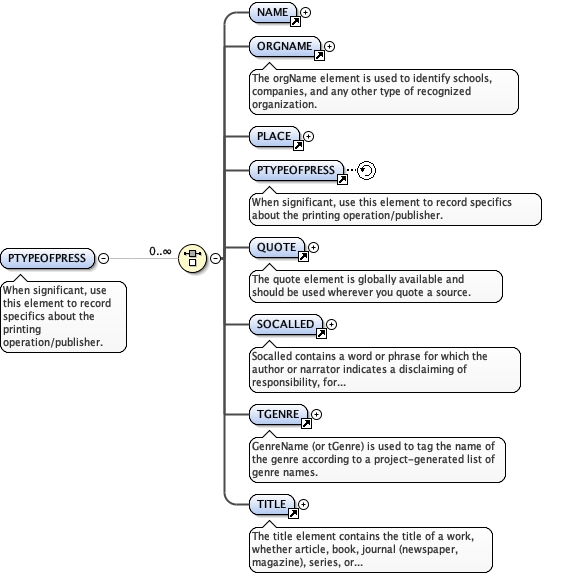 NAME
ORGNAME
The orgName element is used to identify schools,
companies, and any other type of recognized
organization.
PLACE
PTYPEOFPRESS
When significant, use this element to record specifics
about the printing operation/publisher.
QUOTE
PTYPEOFPRESS
0..∞
When significant, use
this element to record
specifics about the
printing
operation/publisher.
The quote element is globally available and
should be used wherever you quote a source.
SOCALLED
Socalled contains a word or phrase for which the
author or narrator indicates a disclaiming of
responsibility, for...
TGENRE
GenreName (or tGenre) is used to tag the name of
the genre according to a project-generated list of
genre names.
TITLE
The title element contains the title of a work,
whether article, book, journal (newspaper,
magazine), series, or...